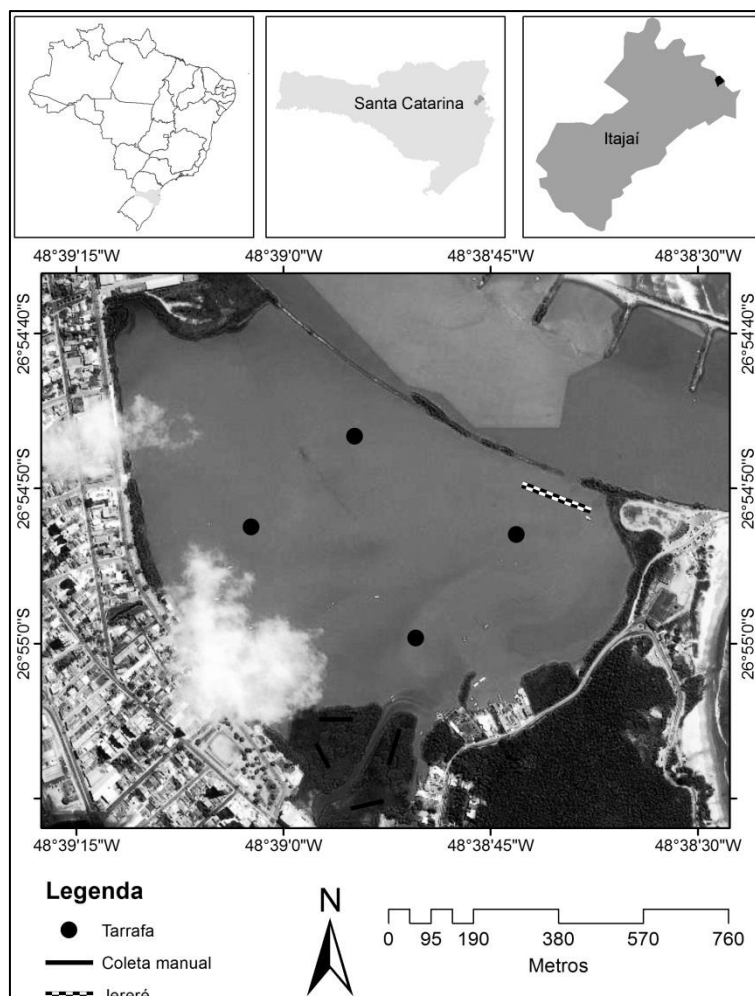 Santa Catarina
Itajaí
48°39'15"W 48°39'0"W 48°38'45"W 48°38'30"W
26°54'40"S 26°54'40"S
26°54'50"S 26°54'50"S
26°55'0"S 26°55'0"S
48°39'15"W 48°39'0"W 48°38'45"W 48°38'30"W
Legenda
Tarrafa
Coleta manual
Jereré
N
0 95 190 380 570 760
Metros